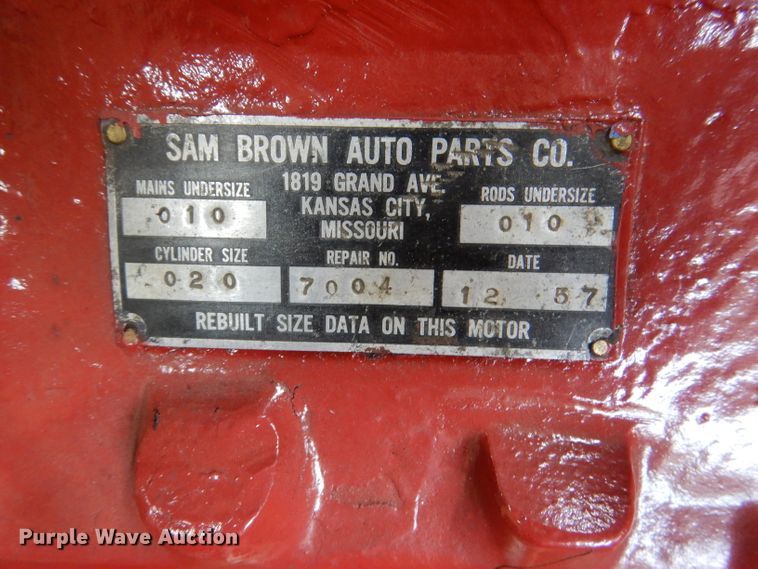 SAM BROWN AUTO PARTS CO.
1819 GRAND AVE.
KANSAS CITY,
MISSOURI
MAINS UNDERSIZE
010
RODS UNDERSIZE
010
CYLINDER SIZE
020
REPAIR NO.
7004
DATE
12 57
REBUILT SIZE DATA ON THIS MOTOR
Purple Wave Auction